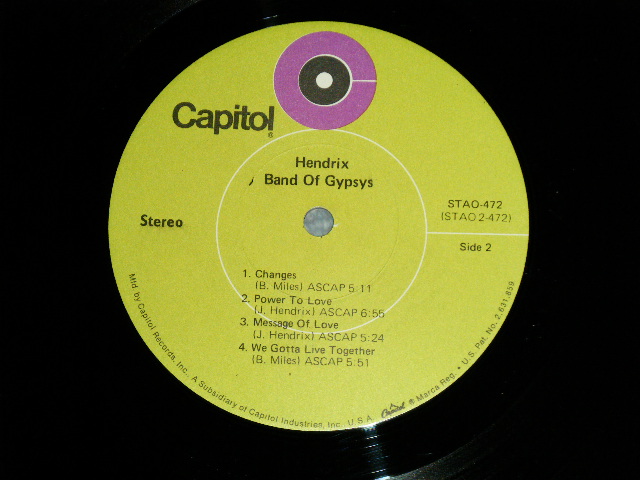 Capitol®
Hendrix
Band Of Gypsys
Stereo
STAO-472
(STAO 2-472)
Side 2
1. Changes
(B. Miles) ASCAP 5:11
2. Power To Love
(J. Hendrix) ASCAP 6:55
3. Message Of Love
(J. Hendrix) ASCAP 5:24
4. We Gotta Live Together
(B. Miles) ASCAP 5:51
Mfd. by Capitol Records, Inc., A Subsidiary of Capitol Industries, Inc., U.S.A. Capitol ® Marca Reg. • U.S. Pat. No. 2,631,859